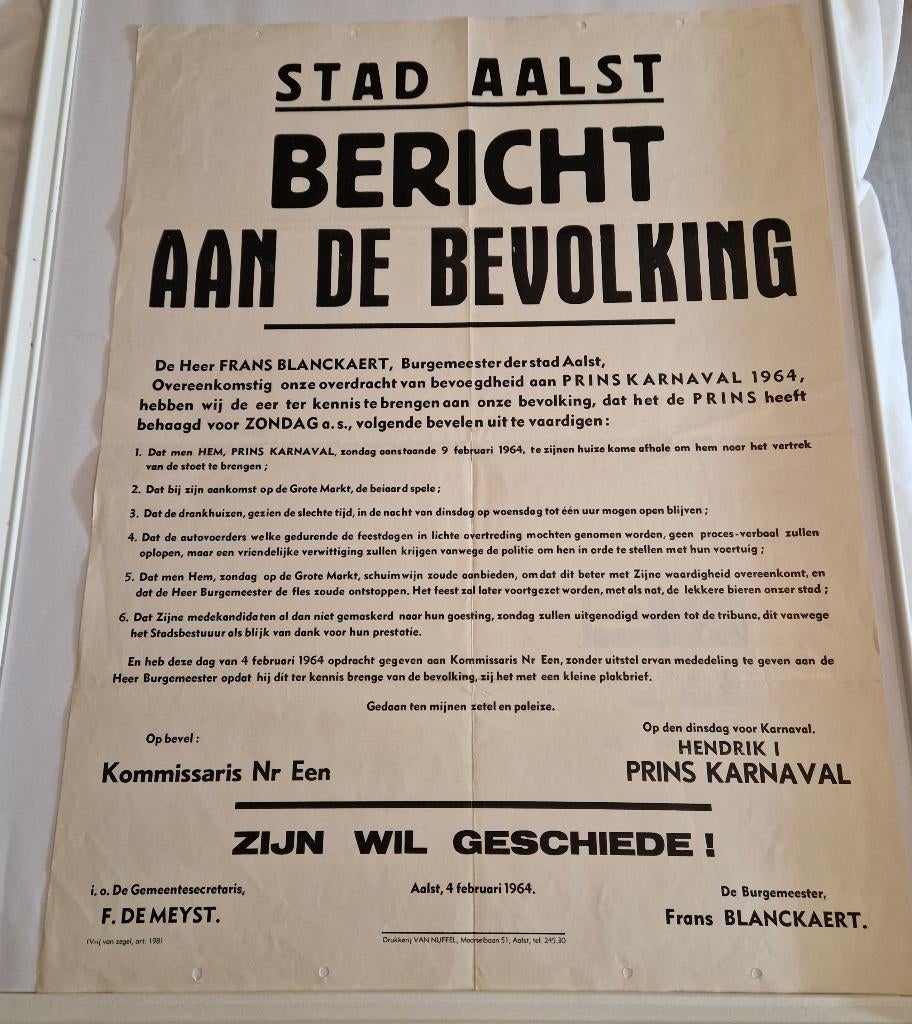 STAD AALST
BERICHT
AAN DE BEVOLKING
De Heer FRANS BLANCKAERT, Burgemeester der stad Aalst,
Overeenkomstig onze overdracht van bevoegdheid aan PRINS KARNAVAL 1964,
hebben wij de eer ter kennis te brengen aan onze bevolking, dat het de PRINS heeft
behaagd voor ZONDAG a.s., volgende bevelen uit te vaardigen:
1. Dat men HEM, PRINS KARNAVAL, zondag aanstaande 9 februari 1964, te zijnen huize kome afhale om hem naar het vertrek
van de stoet te brengen;
2. Dat bij zijn aankomst op de Grote Markt, de beiaard spele;
3. Dat de drankhuizen, gezien de slechte tijd, in de nacht van dinsdag op woensdag tot één uur mogen open blijven;
4. Dat de autovoerders welke gedurende de feestdagen in lichte overtreding mochten genomen worden, geen proces-verbaal zullen
oplopen, maar een vriendelijke verwittiging zullen krijgen vanwege de politie om hen in orde te stellen met hun voertuig;
5. Dat men Hem, zondag op de Grote Markt, schuimwijn zoude aanbieden, omdat dit beter met Zijne waardigheid overeenkomt, en
dat de Heer Burgemeester de fles zoude ontstoppen. Het feest zal later voortgezet worden, met als nat, de lekkere bieren onzer stad;
6. Dat Zijne medekandidaten al dan niet gemaskerd naar hun goesting, zondag zullen uitgenodigd worden tot de tribune, dit vanwege
het Stadsbestuuur als blijk van dank voor hun prestatie.
En heb deze dag van 4 februari 1964 opdracht gegeven aan Kommissaris Nr Een, zonder uitstel ervan mededeling te geven aan de
Heer Burgemeester opdat hij dit ter kennis brenge van de bevolking, zij het met een kleine plakbrief.
Gedaan ten mijnen zetel en paleize.
Op den dinsdag voor Karnaval.
Op bevel:
HENDRIK I
Kommissaris Nr Een
PRINS KARNAVAL
ZIJN WIL GESCHIEDE!
i. o. De Gemeentesecretaris,
Aalst, 4 februari 1964.
De Burgemeester,
F. DE MEYST.
Frans BLANCKAERT.
(Vrij van zegel, art. 198)
Drukkerij VAN NUFFEL, Moorselbaan 51, Aalst, tel. 245.30